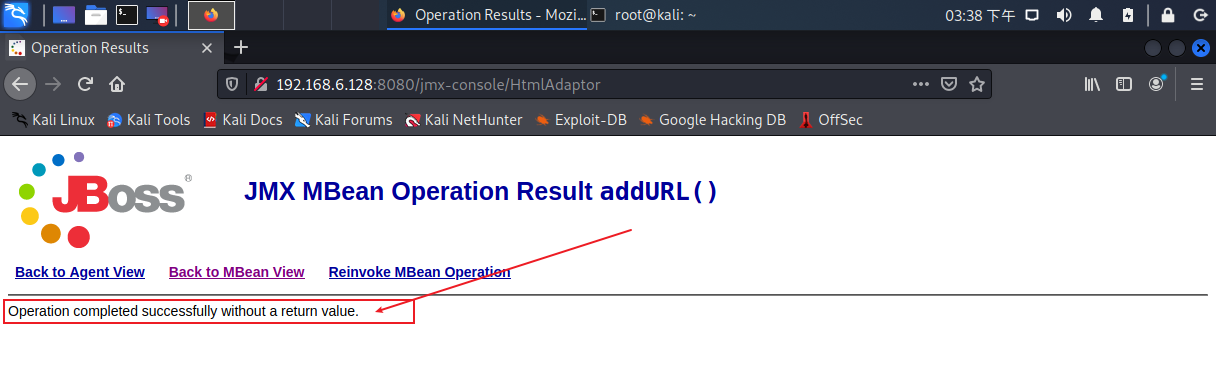 Operation Results - Mozi...
root@kali: ~
03:38 下午
Operation Results
192.168.6.128:8080/jmx-console/HtmlAdaptor
Kali Linux Kali Tools Kali Docs Kali Forums Kali NetHunter Exploit-DB Google Hacking DB OffSec
JBoss® JMX MBean Operation Result addURL()
Back to Agent View Back to MBean View Reinvoke MBean Operation
Operation completed successfully without a return value.